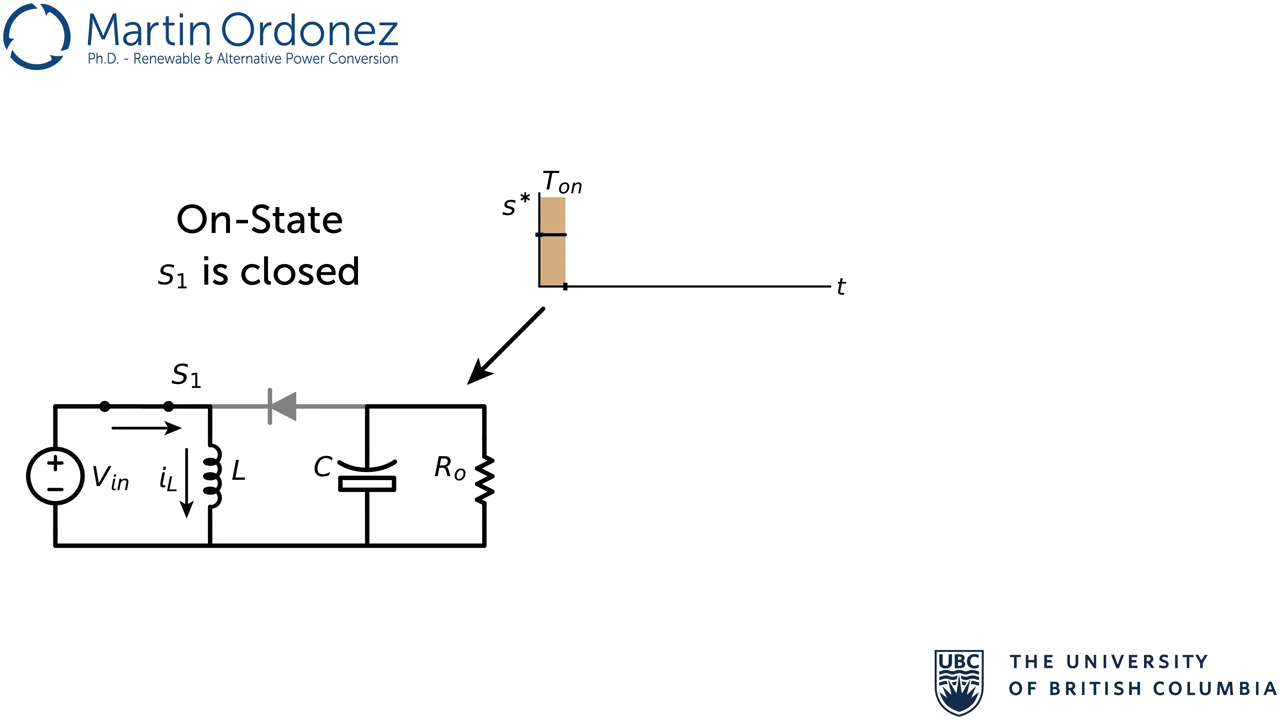 Martin Ordonez
Ph.D. - Renewable & Alternative Power Conversion
On-State
S₁ is closed
Tₒₙ
s*
t
S₁
+
−
Vᵢₙ
i_L
L
C
Rₒ
UBC
THE UNIVERSITY
OF BRITISH COLUMBIA